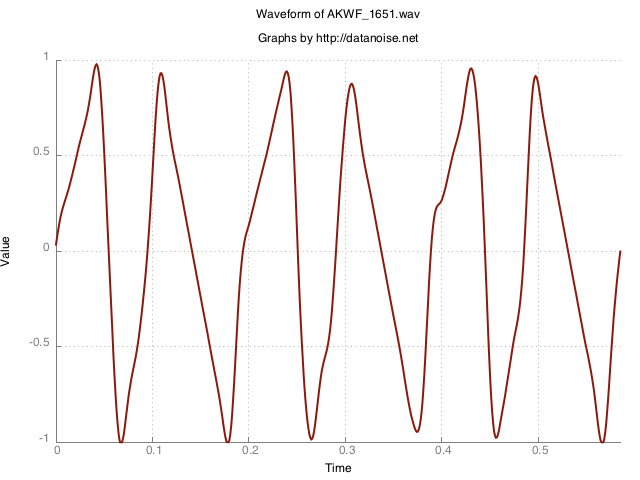 Waveform of AKWF_1651.wav
Graphs by http://datanoise.net
1
0.5
0
-0.5
-1
Value
0 0.1 0.2 0.3 0.4 0.5
Time